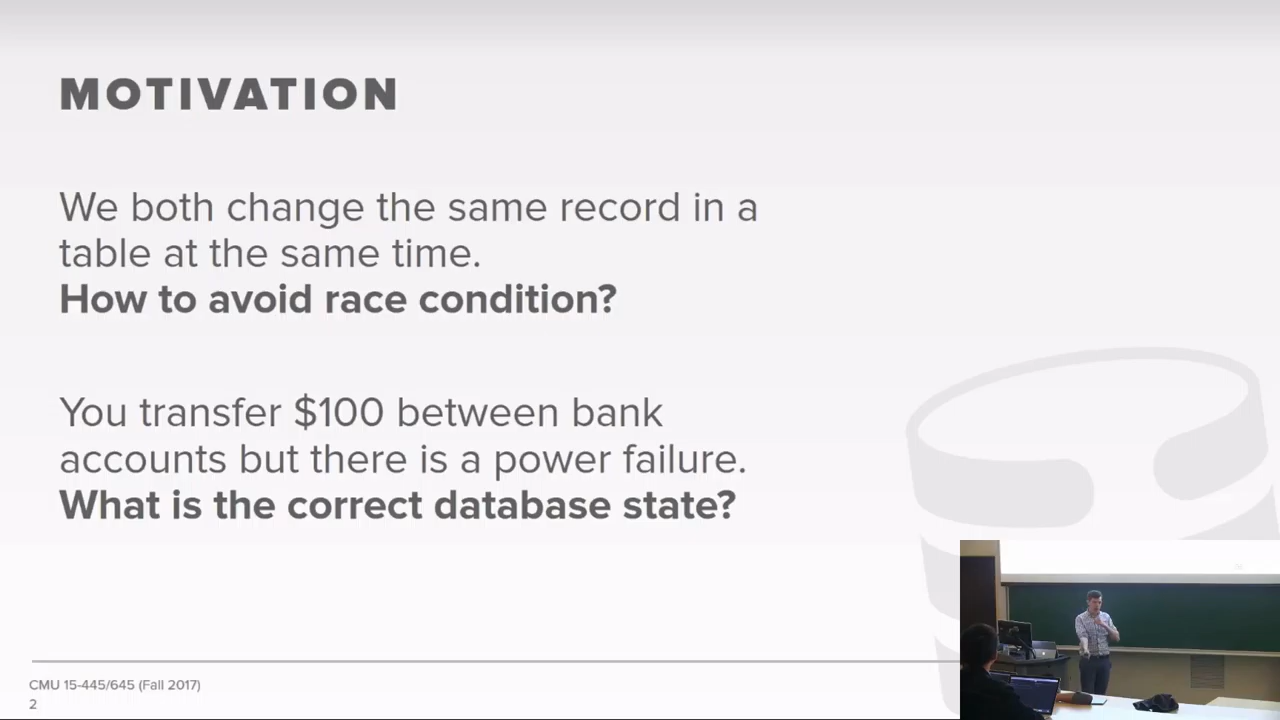 MOTIVATION
We both change the same record in a
table at the same time.
How to avoid race condition?
You transfer $100 between bank
accounts but there is a power failure.
What is the correct database state?
CMU 15-445/645 (Fall 2017)
2